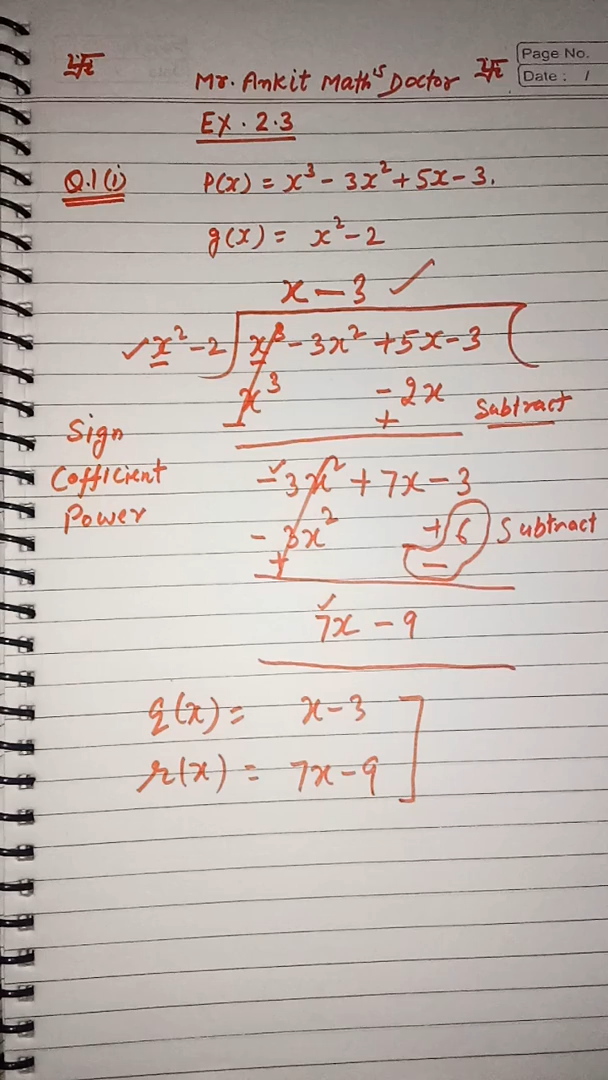 Page No.
Date : /
Mr. Ankit Math's Doctor
EX. 2.3
Q.1 (i) P(x) = x³ - 3x² + 5x - 3.
g(x) = x² - 2
x - 3 ✓
✓ x² - 2 ) x³ - 3x² + 5x - 3 (
x³ - 2x Subtract
- +
Sign
Cofficient - 3x² + 7x - 3
Power
- 3x² + 6 Subtract
+ -
7x - 9
q(x) = x - 3
r(x) = 7x - 9